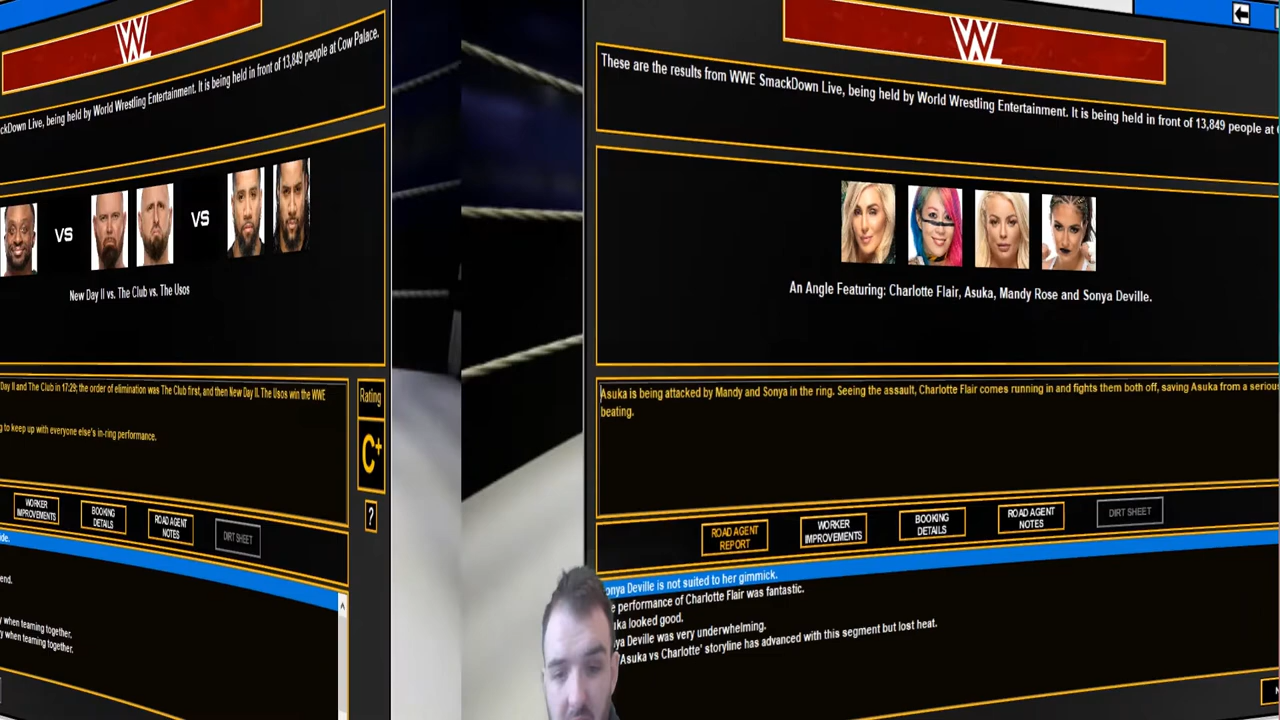 ckDown Live, being held by World Wrestling Entertainment. It is being held in front of 13,849 people at Cow Palace.
VS
VS
New Day II vs. The Club vs. The Usos
Day II and The Club in 17:29; the order of elimination was The Club first, and then New Day II. The Usos win the WWE
g to keep up with everyone else's in-ring performance.
Rating
C+
?
WORKER IMPROVEMENTS
BOOKING DETAILS
ROAD AGENT NOTES
DIRT SHEET
de.
end.
y when teaming together.
y when teaming together.
These are the results from WWE SmackDown Live, being held by World Wrestling Entertainment. It is being held in front of 13,849 people at
An Angle Featuring: Charlotte Flair, Asuka, Mandy Rose and Sonya Deville.
Asuka is being attacked by Mandy and Sonya in the ring. Seeing the assault, Charlotte Flair comes running in and fights them both off, saving Asuka from a serious
beating.
ROAD AGENT REPORT
WORKER IMPROVEMENTS
BOOKING DETAILS
ROAD AGENT NOTES
DIRT SHEET
onya Deville is not suited to her gimmick.
e performance of Charlotte Flair was fantastic.
uka looked good.
ya Deville was very underwhelming.
'Asuka vs Charlotte' storyline has advanced with this segment but lost heat.